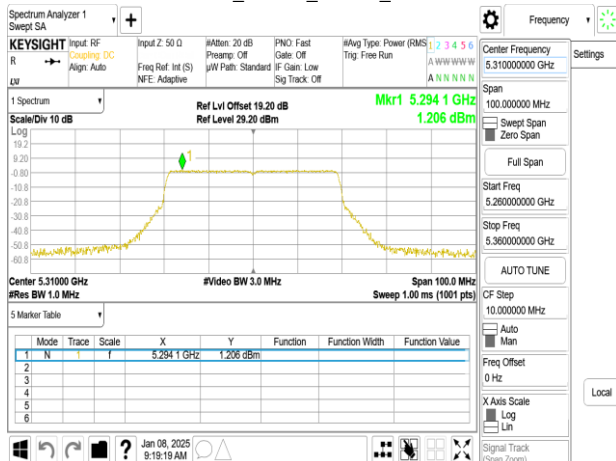 Spectrum Analyzer 1
Swept SA
Frequency
KEYSIGHT
R
LXI
Input: RF
Coupling: DC
Align: Auto
Input Z: 50 Ω
Freq Ref: Int (S)
NFE: Adaptive
#Atten: 20 dB
Preamp: Off
µW Path: Standard
PNO: Fast
Gate: Off
IF Gain: Low
Sig Track: Off
#Avg Type: Power (RMS
Trig: Free Run
1 2 3 4 5 6
A W W W W W
A N N N N N
1 Spectrum
Scale/Div 10 dB
Ref Lvl Offset 19.20 dB
Ref Level 29.20 dBm
Mkr1 5.294 1 GHz
1.206 dBm
Log
19.2
9.20
-0.80
-10.8
-20.8
-30.8
-40.8
-50.8
-60.8
1
Center 5.31000 GHz
#Res BW 1.0 MHz
#Video BW 3.0 MHz
Span 100.0 MHz
Sweep 1.00 ms (1001 pts)
5 Marker Table
Mode Trace Scale X Y Function Function Width Function Value
1 N 1 f 5.294 1 GHz 1.206 dBm
2
3
4
5
6
?
Jan 08, 2025
9:19:19 AM
Center Frequency
5.310000000 GHz
Span
100.000000 MHz
Swept Span
Zero Span
Full Span
Start Freq
5.260000000 GHz
Stop Freq
5.360000000 GHz
AUTO TUNE
CF Step
10.000000 MHz
Auto
Man
Freq Offset
0 Hz
X Axis Scale
Log
Lin
Signal Track
(Span Zoom)
Settings
Local